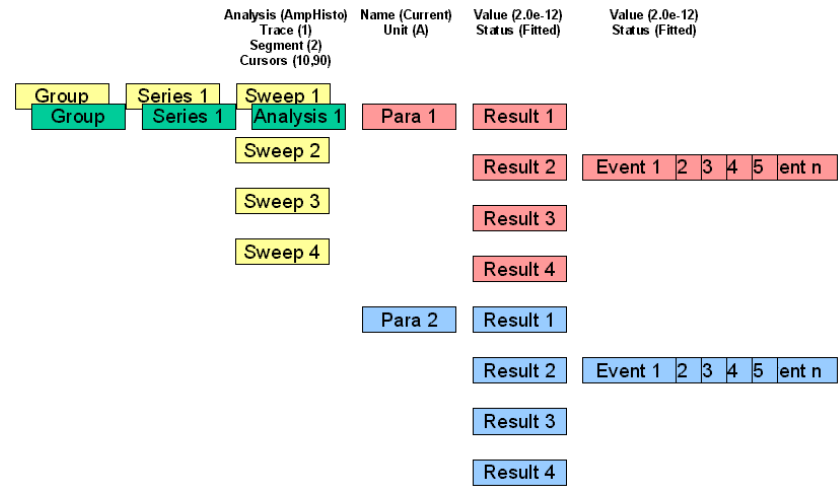 Analysis (AmpHisto)
Trace (1)
Segment (2)
Cursors (10,90)
Name (Current)
Unit (A)
Value (2.0e-12)
Status (Fitted)
Value (2.0e-12)
Status (Fitted)
Group Series 1 Sweep 1
Group Series 1 Analysis 1 Para 1 Result 1
Sweep 2
Result 2 Event 1 2 3 4 5 ent n
Sweep 3
Result 3
Sweep 4
Result 4
Para 2 Result 1
Result 2 Event 1 2 3 4 5 ent n
Result 3
Result 4